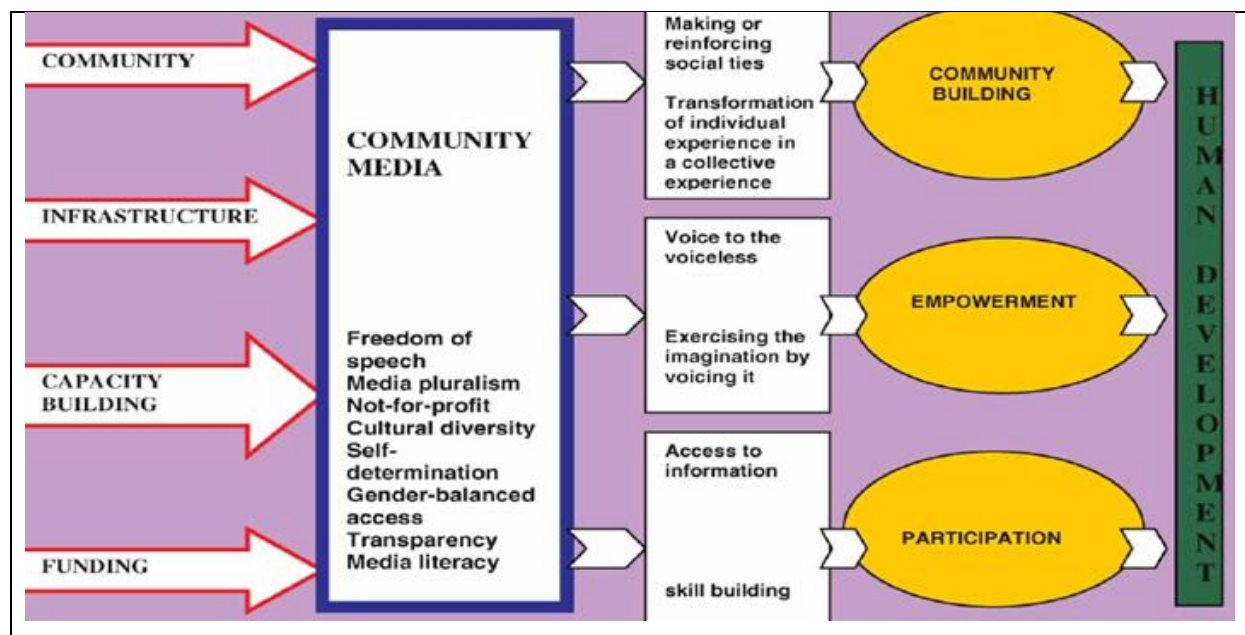 COMMUNITY
INFRASTRUCTURE
CAPACITY
BUILDING
FUNDING
COMMUNITY
MEDIA
Freedom of
speech
Media pluralism
Not-for-profit
Cultural diversity
Self-
determination
Gender-balanced
access
Transparency
Media literacy
Making or
reinforcing
social ties
Transformation
of individual
experience in
a collective
experience
Voice to the
voiceless
Exercising the
imagination by
voicing it
Access to
information
skill building
COMMUNITY
BUILDING
EMPOWERMENT
PARTICIPATION
HUMAN DEVELOPMENT